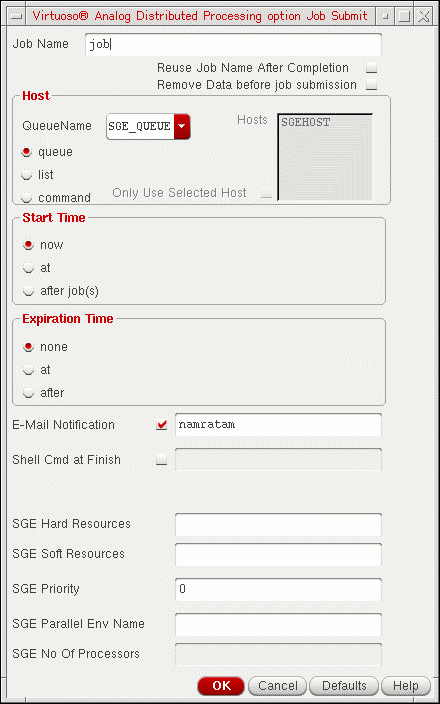 Virtuoso® Analog Distributed Processing option Job Submit
Job Name job
Reuse Job Name After Completion
Remove Data before job submission
Host
QueueName SGE_QUEUE Hosts SGEHOST
queue
list
command Only Use Selected Host
Start Time
now
at
after job(s)
Expiration Time
none
at
after
E-Mail Notification namratam
Shell Cmd at Finish
SGE Hard Resources
SGE Soft Resources
SGE Priority 0
SGE Parallel Env Name
SGE No Of Processors
OK Cancel Defaults Help